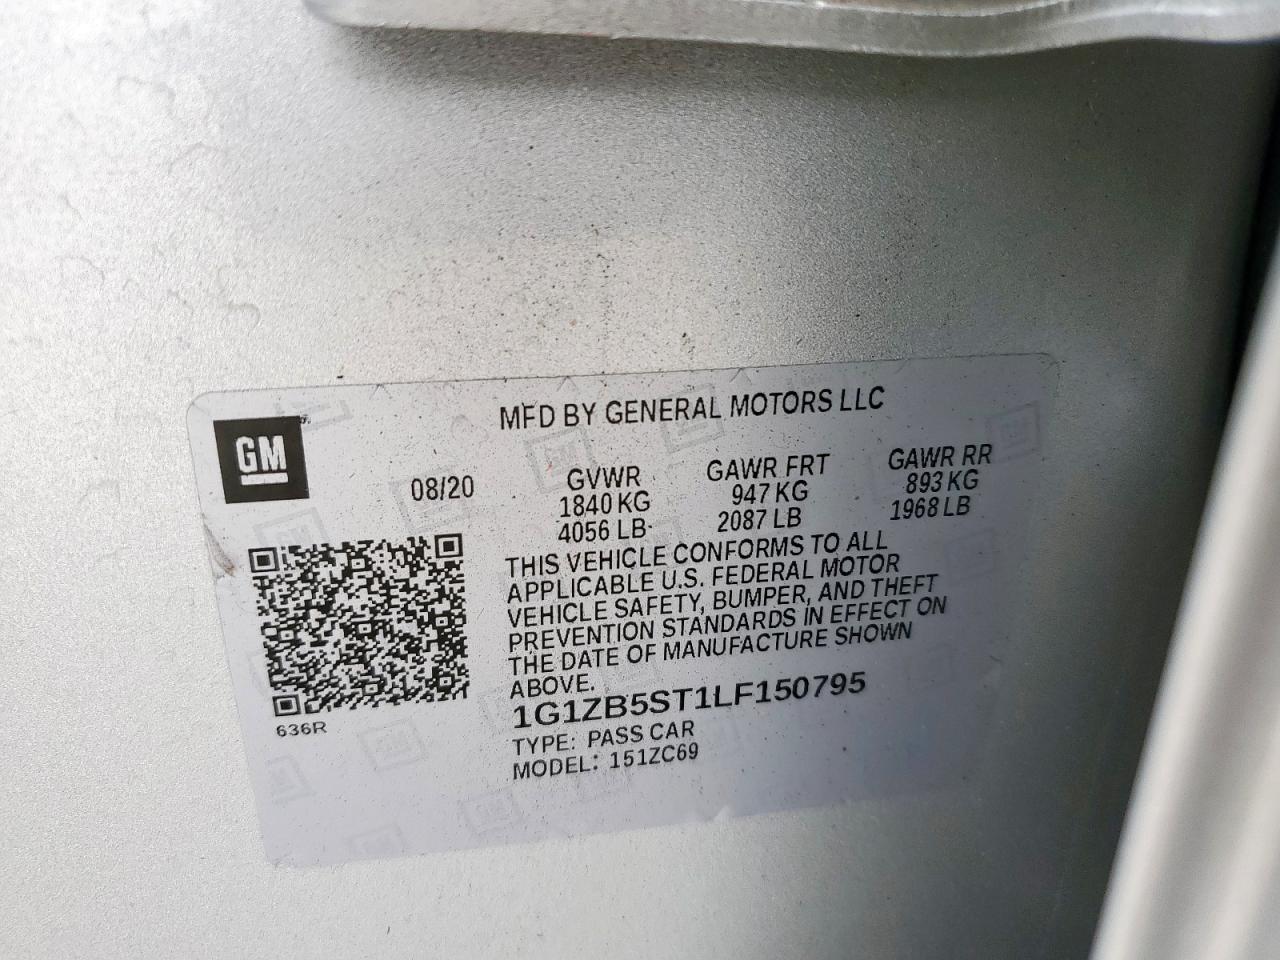 MFD BY GENERAL MOTORS LLC
GM
08/20
GVWR
1840 KG
4056 LB
GAWR FRT
947 KG
2087 LB
GAWR RR
893 KG
1968 LB
THIS VEHICLE CONFORMS TO ALL
APPLICABLE U.S. FEDERAL MOTOR
VEHICLE SAFETY, BUMPER, AND THEFT
PREVENTION STANDARDS IN EFFECT ON
THE DATE OF MANUFACTURE SHOWN
ABOVE.
1G1ZB5ST1LF150795
TYPE: PASS CAR
MODEL: 151ZC69
636R